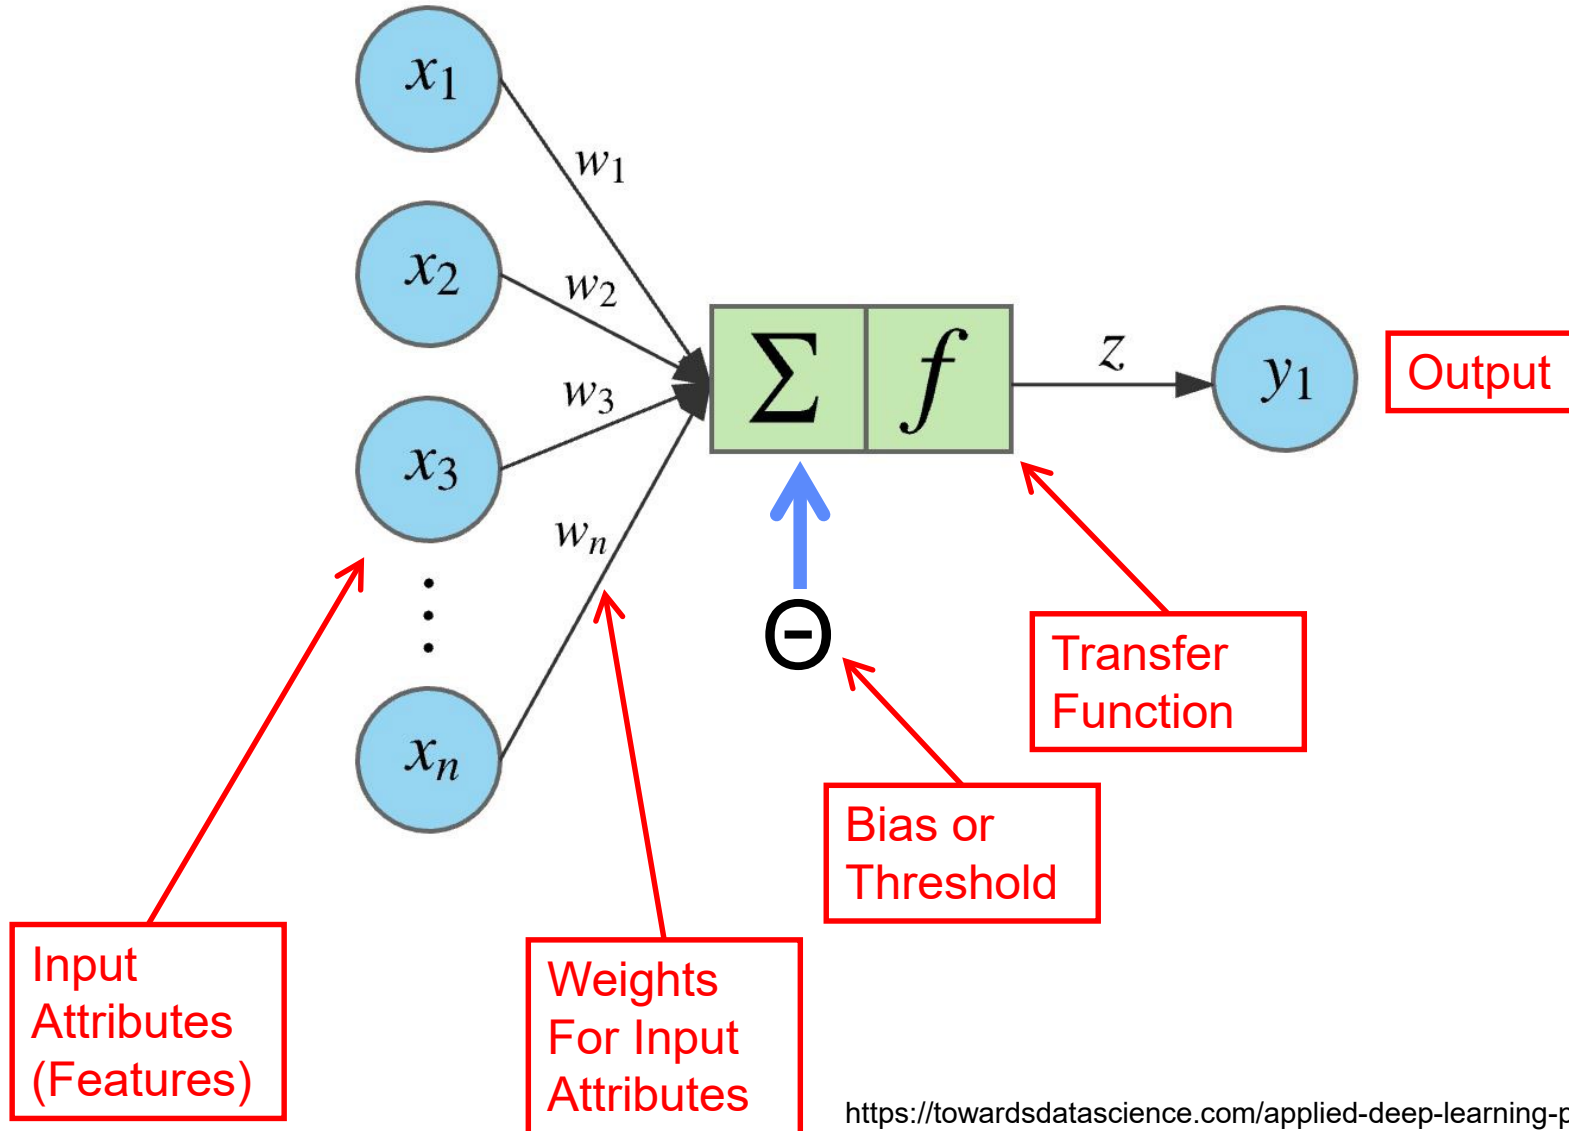 x₁
w₁
x₂
w₂
w₃
Σ
f
z
y₁
Output
x₃
wₙ
Θ
Transfer
Function
xₙ
Bias or
Threshold
Input
Attributes
(Features)
Weights
For Input
Attributes
https://towardsdatascience.com/applied-deep-learning-p